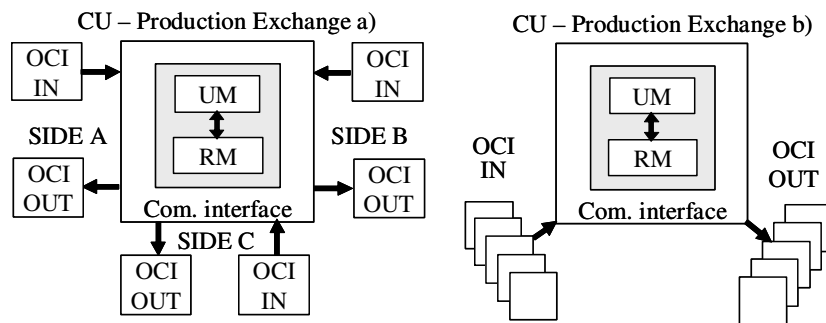 CU – Production Exchange a)
OCI
IN
OCI
IN
UM
RM
SIDE A
SIDE B
OCI
OUT
OCI
OUT
Com. interface
SIDE C
OCI
OUT
OCI
IN
CU – Production Exchange b)
UM
RM
OCI
IN
OCI
OUT
Com. interface